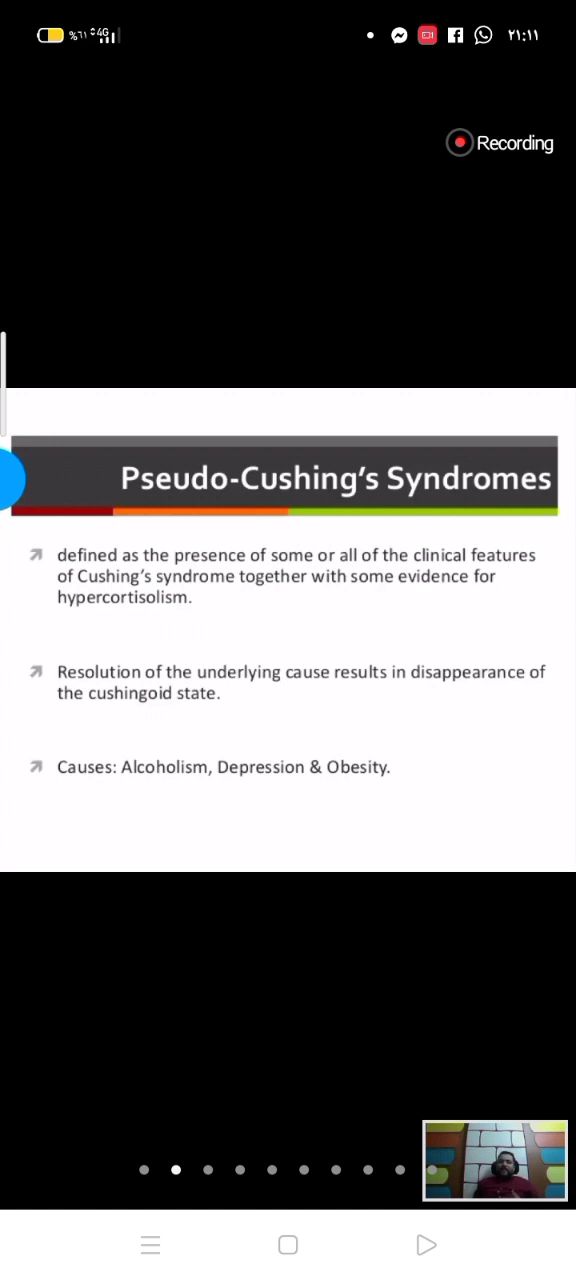 %٦١ 4G ٢١:١١
Recording
Pseudo-Cushing's Syndromes
defined as the presence of some or all of the clinical features
of Cushing's syndrome together with some evidence for
hypercortisolism.
Resolution of the underlying cause results in disappearance of
the cushingoid state.
Causes: Alcoholism, Depression & Obesity.